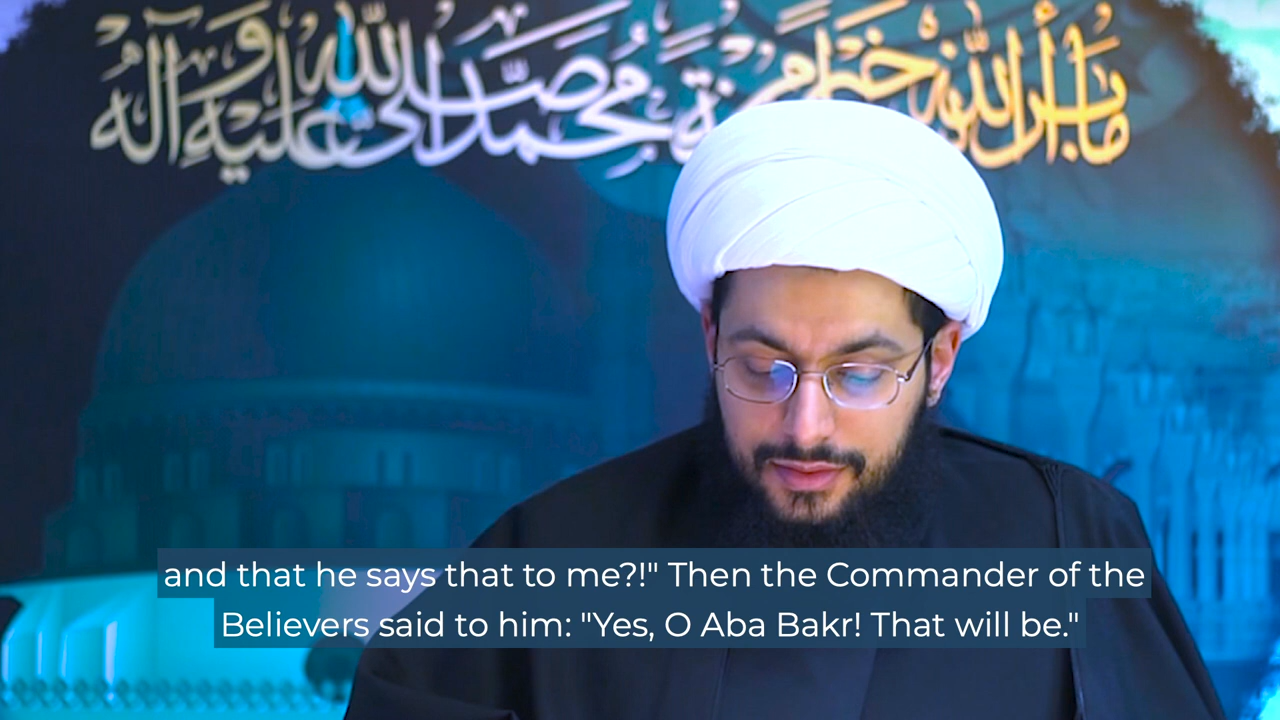 محمد صلى الله عليه وآله
and that he says that to me?!" Then the Commander of the
Believers said to him: "Yes, O Aba Bakr! That will be."